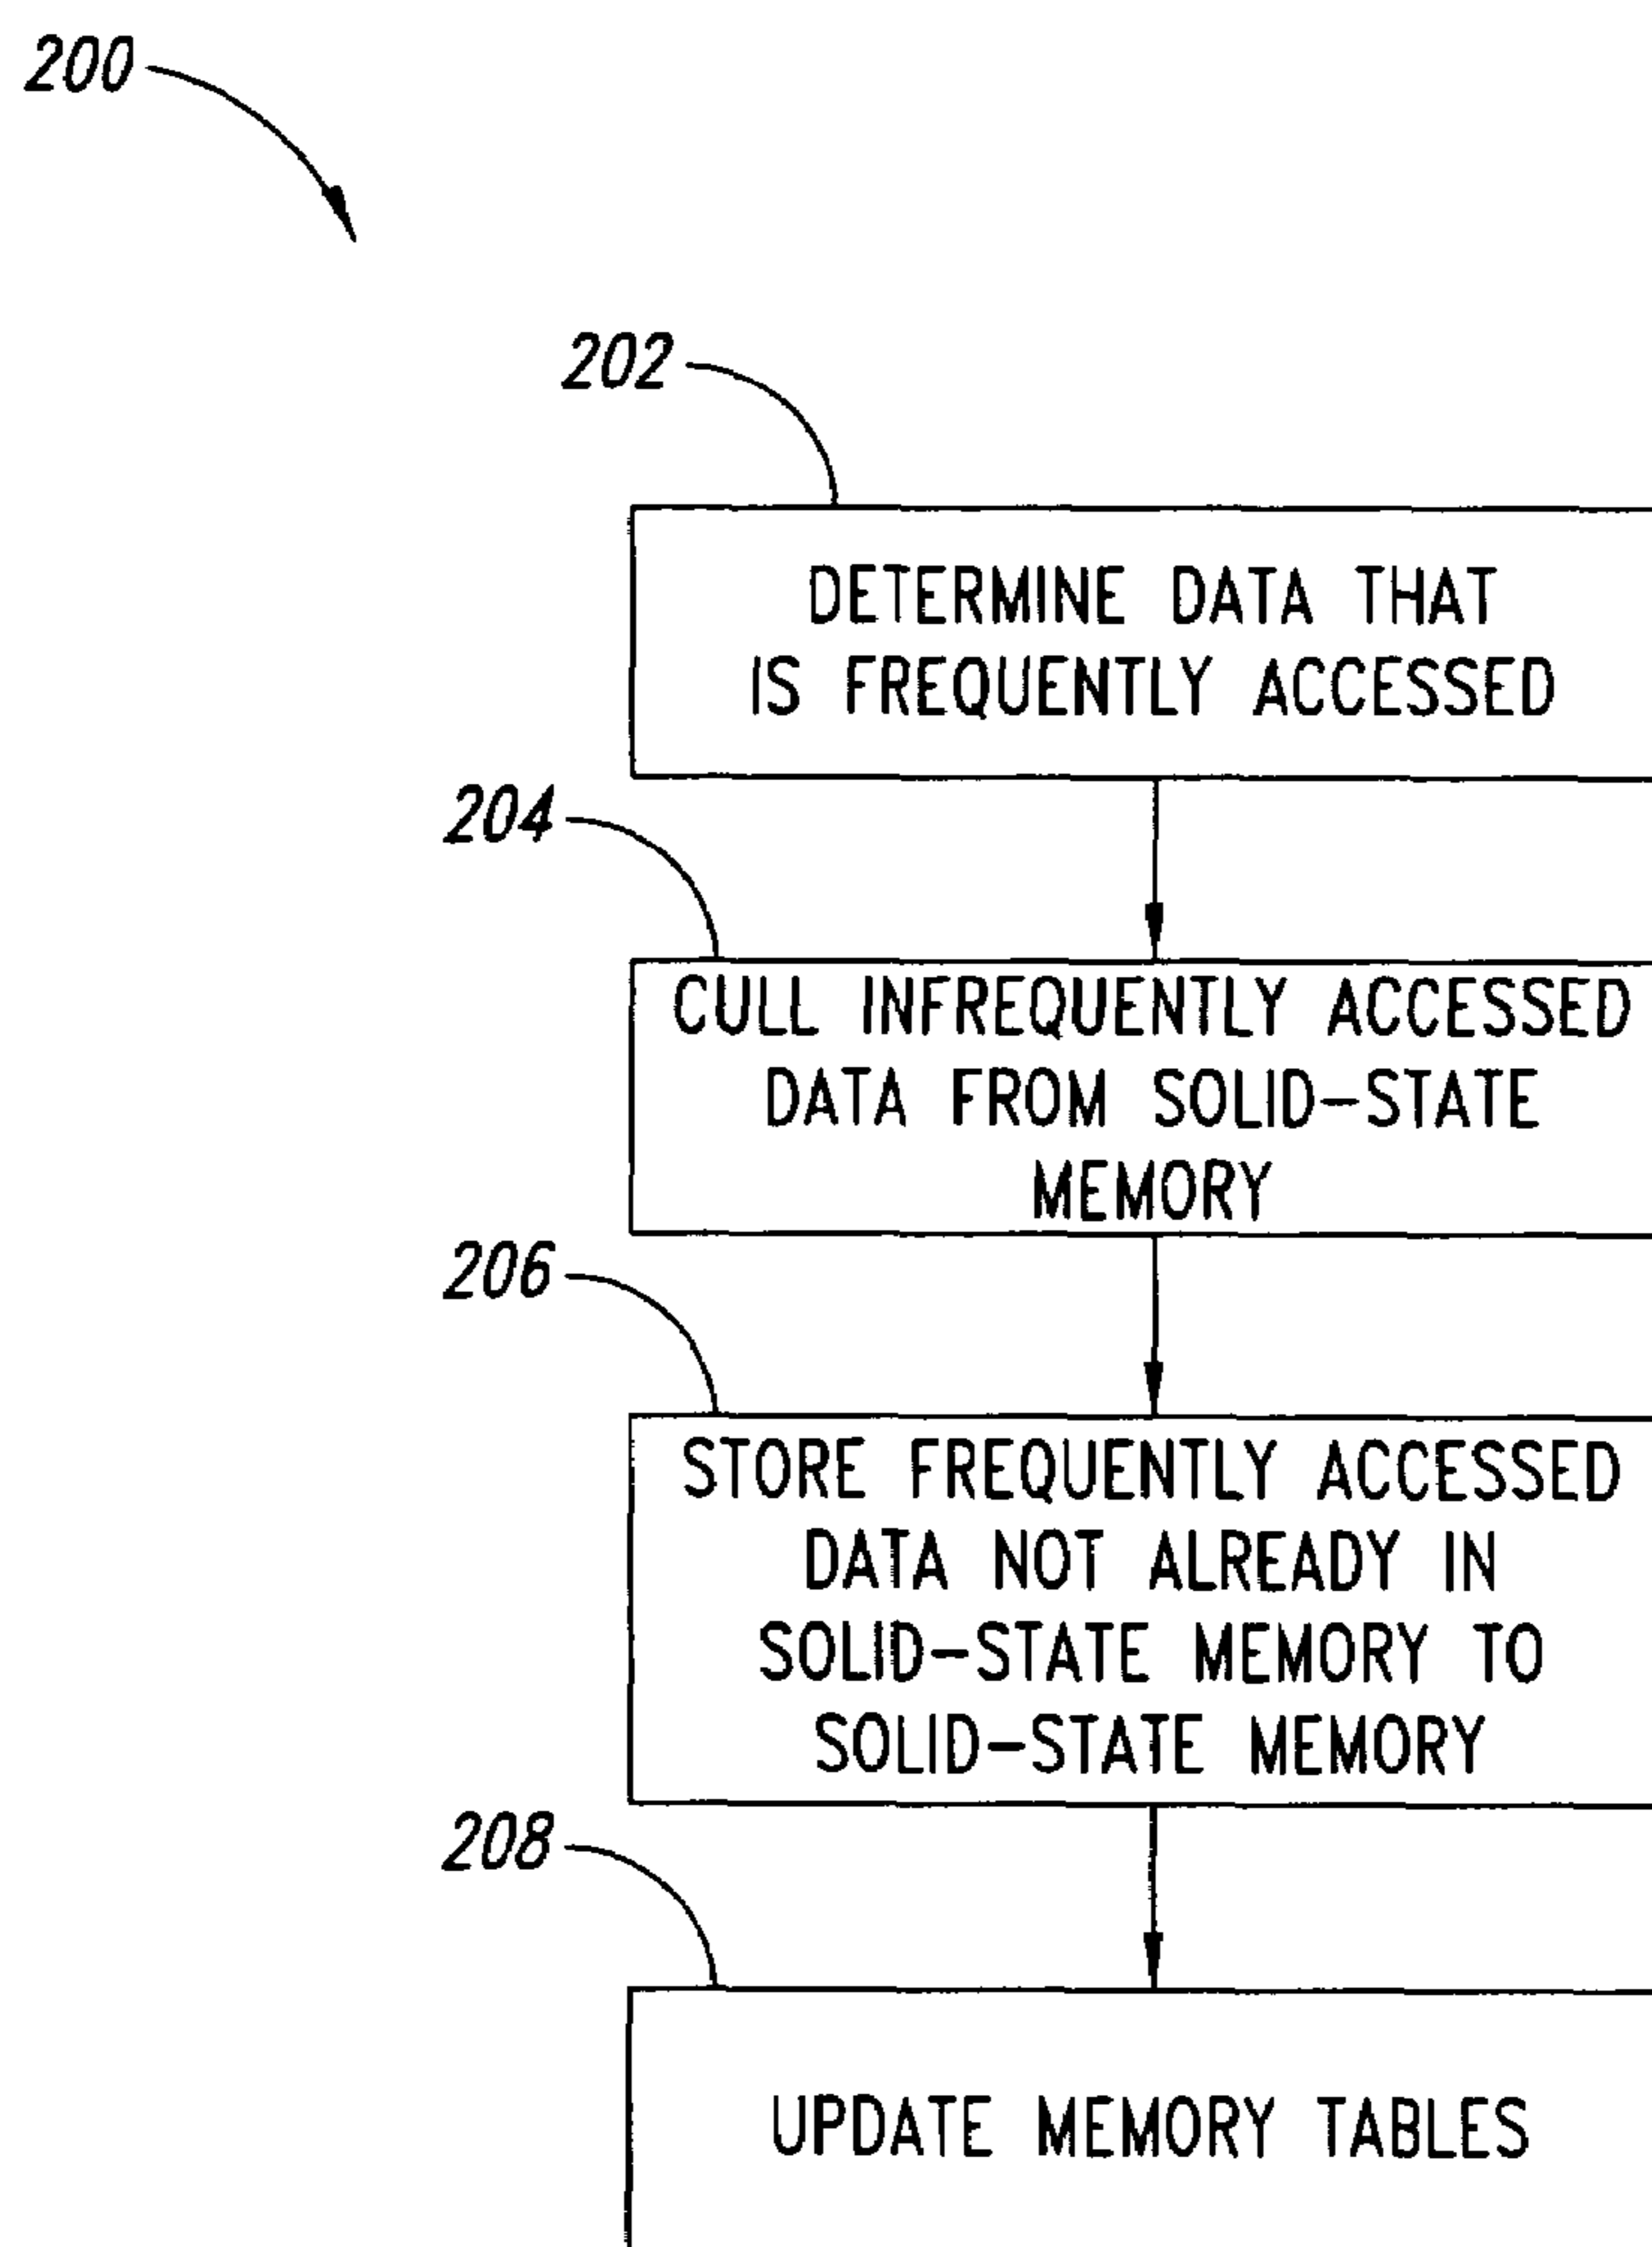 200
202
DETERMINE DATA THAT
IS FREQUENTLY ACCESSED
204
CULL INFREQUENTLY ACCESSED
DATA FROM SOLID-STATE
MEMORY
206
STORE FREQUENTLY ACCESSED
DATA NOT ALREADY IN
SOLID-STATE MEMORY TO
SOLID-STATE MEMORY
208
UPDATE MEMORY TABLES